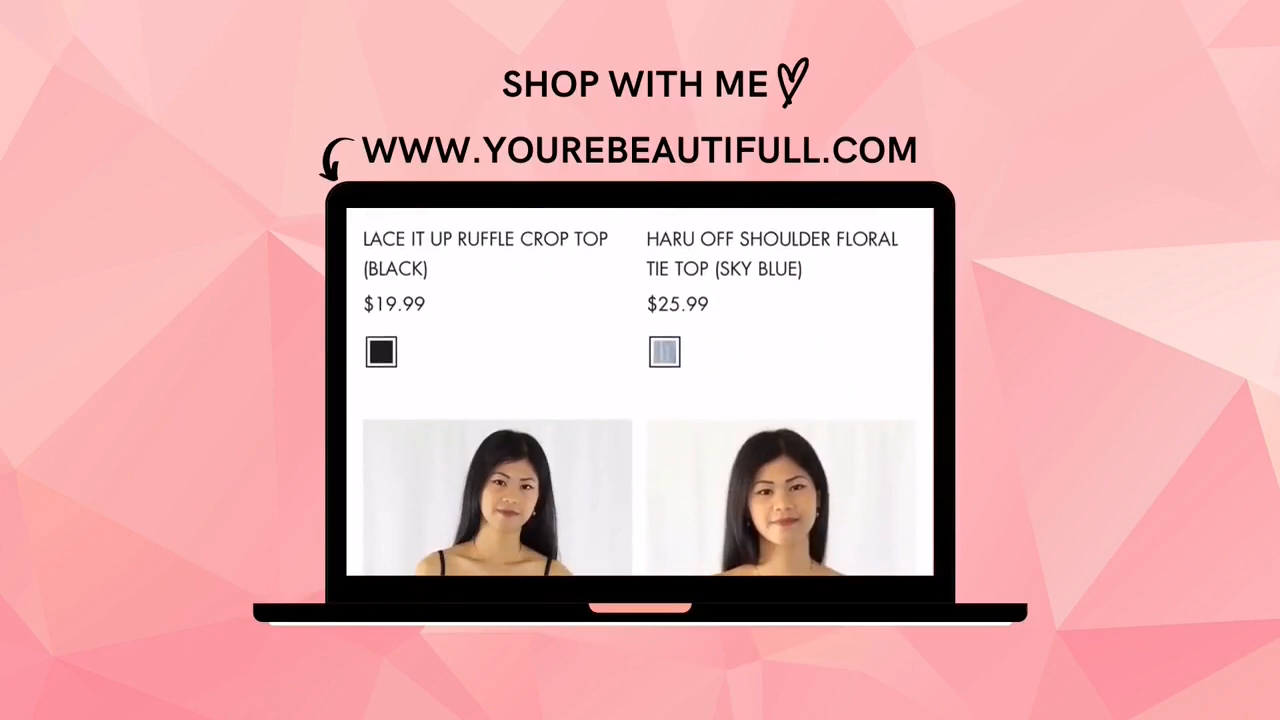 SHOP WITH ME
WWW.YOUREBEAUTIFULL.COM
LACE IT UP RUFFLE CROP TOP
(BLACK)
$19.99
HARU OFF SHOULDER FLORAL
TIE TOP (SKY BLUE)
$25.99